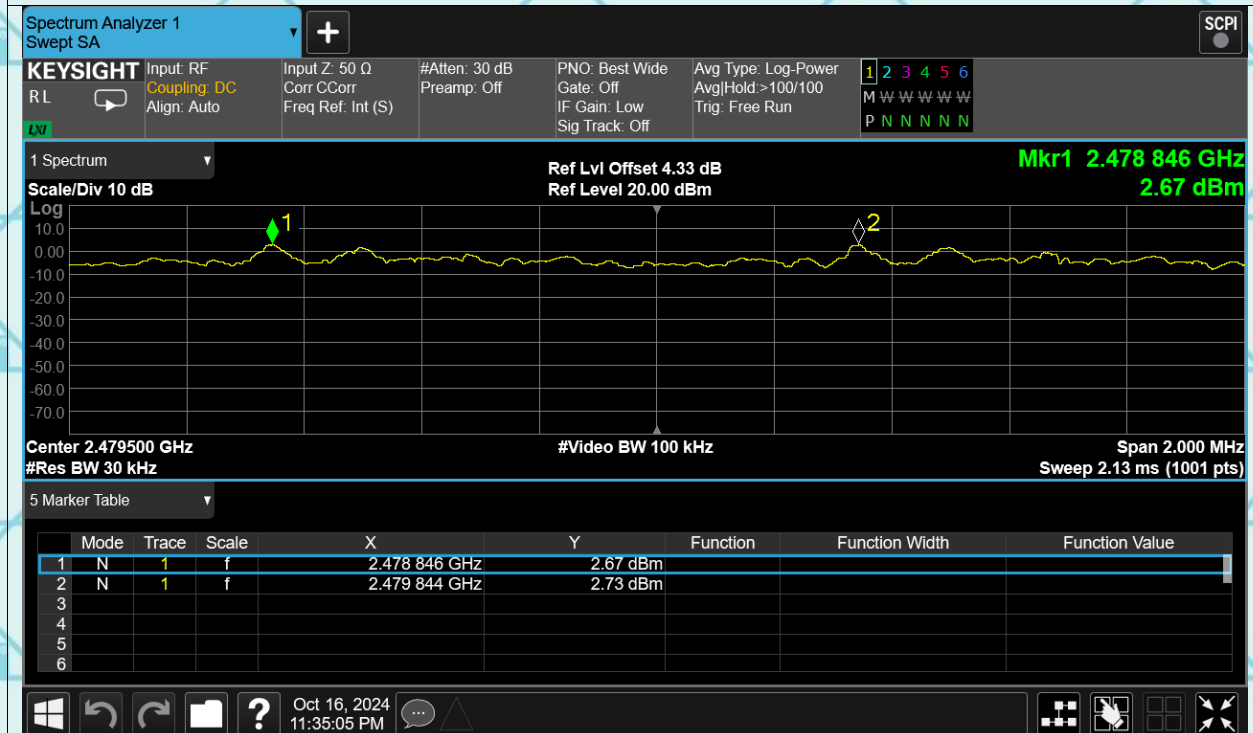 Spectrum Analyzer 1
Swept SA
+
SCPI
KEYSIGHT
RL
LXI
Input: RF
Coupling: DC
Align: Auto
Input Z: 50 Ω
Corr CCorr
Freq Ref: Int (S)
#Atten: 30 dB
Preamp: Off
PNO: Best Wide
Gate: Off
IF Gain: Low
Sig Track: Off
Avg Type: Log-Power
Avg|Hold:>100/100
Trig: Free Run
1 2 3 4 5 6
M W W W W W
P N N N N N
1 Spectrum
Scale/Div 10 dB
Ref Lvl Offset 4.33 dB
Ref Level 20.00 dBm
Mkr1 2.478 846 GHz
2.67 dBm
Log
10.0
0.00
-10.0
-20.0
-30.0
-40.0
-50.0
-60.0
-70.0
1
2
Center 2.479500 GHz
#Video BW 100 kHz
Span 2.000 MHz
#Res BW 30 kHz
Sweep 2.13 ms (1001 pts)
5 Marker Table
Mode Trace Scale X Y Function Function Width Function Value
1 N 1 f 2.478 846 GHz 2.67 dBm
2 N 1 f 2.479 844 GHz 2.73 dBm
3
4
5
6
?
Oct 16, 2024
11:35:05 PM